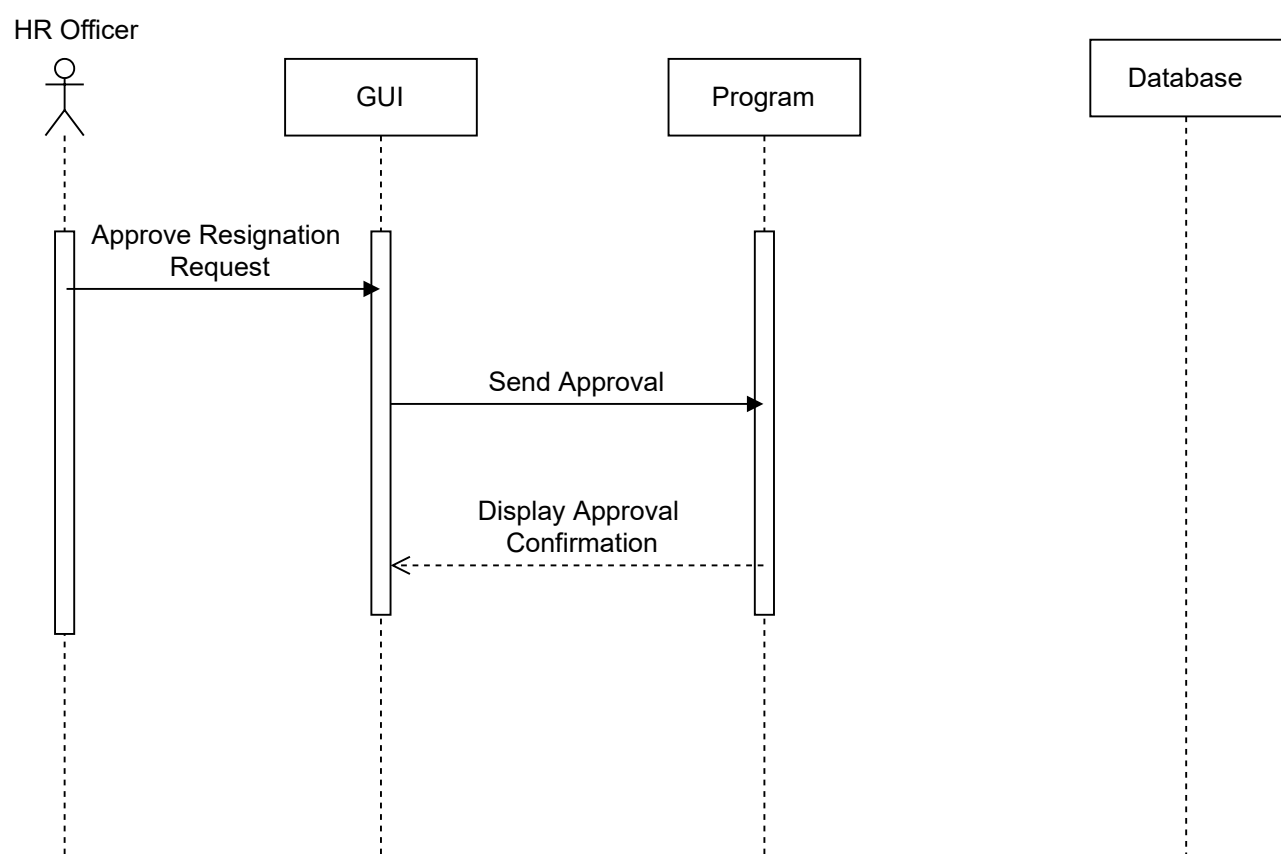 HR Officer
GUI
Program
Database
Approve Resignation
Request
Send Approval
Display Approval
Confirmation